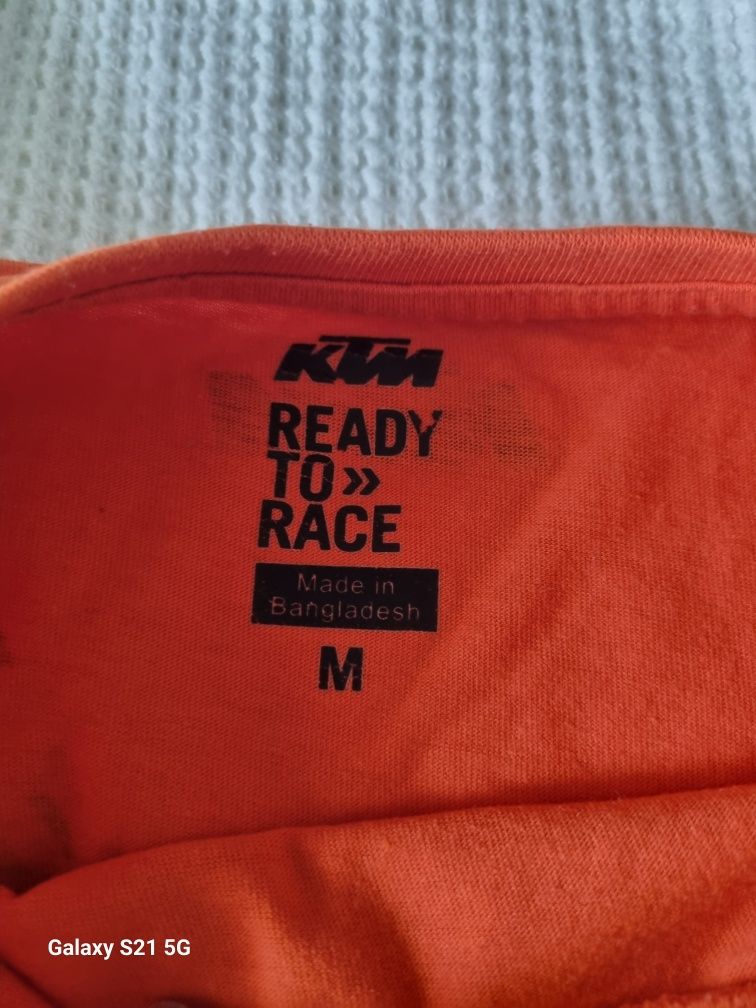 KTM
READY
TO»
RACE
Made in
Bangladesh
M
Galaxy S21 5G